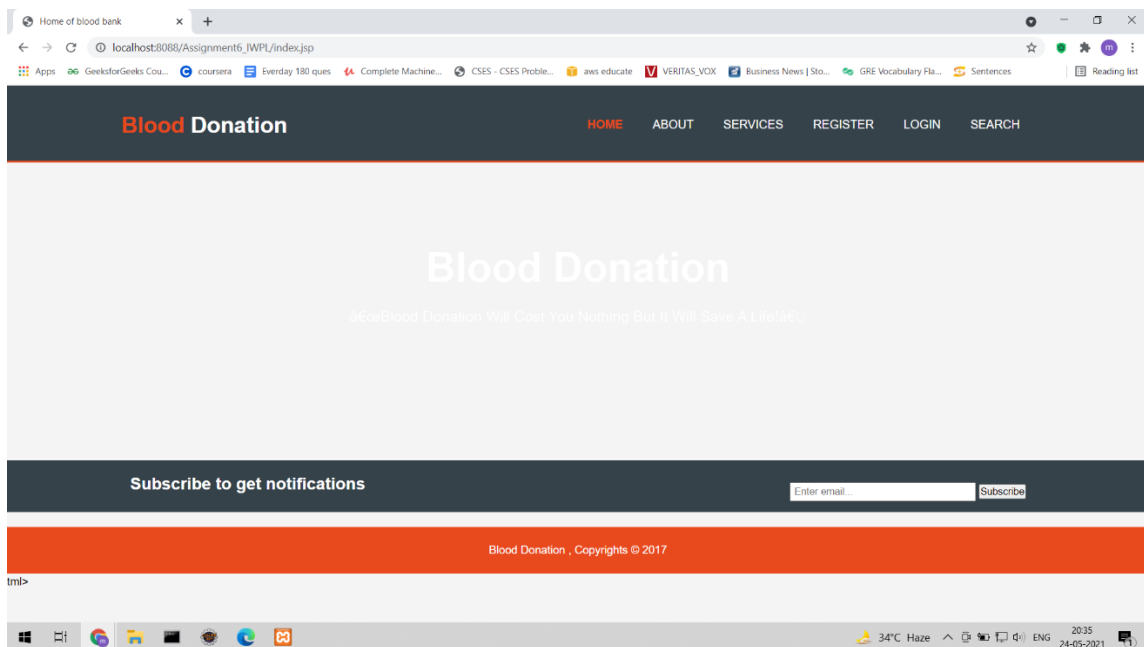 Home of blood bank
localhost:8088/Assignment6_IWPL/index.jsp
Apps GeeksforGeeks Cou... coursera Everday 180 ques Complete Machine... CSES - CSES Proble... aws educate VERITAS_VOX Business News | Sto... GRE Vocabulary Fla... Sentences Reading list
Blood Donation HOME ABOUT SERVICES REGISTER LOGIN SEARCH
Blood Donation
“Blood Donation Will Cost You Nothing But It Will Save A Life!â€
Subscribe to get notifications Enter email... Subscribe
Blood Donation , Copyrights © 2017
tml>
34°C Haze ENG 20:35
24-05-2021